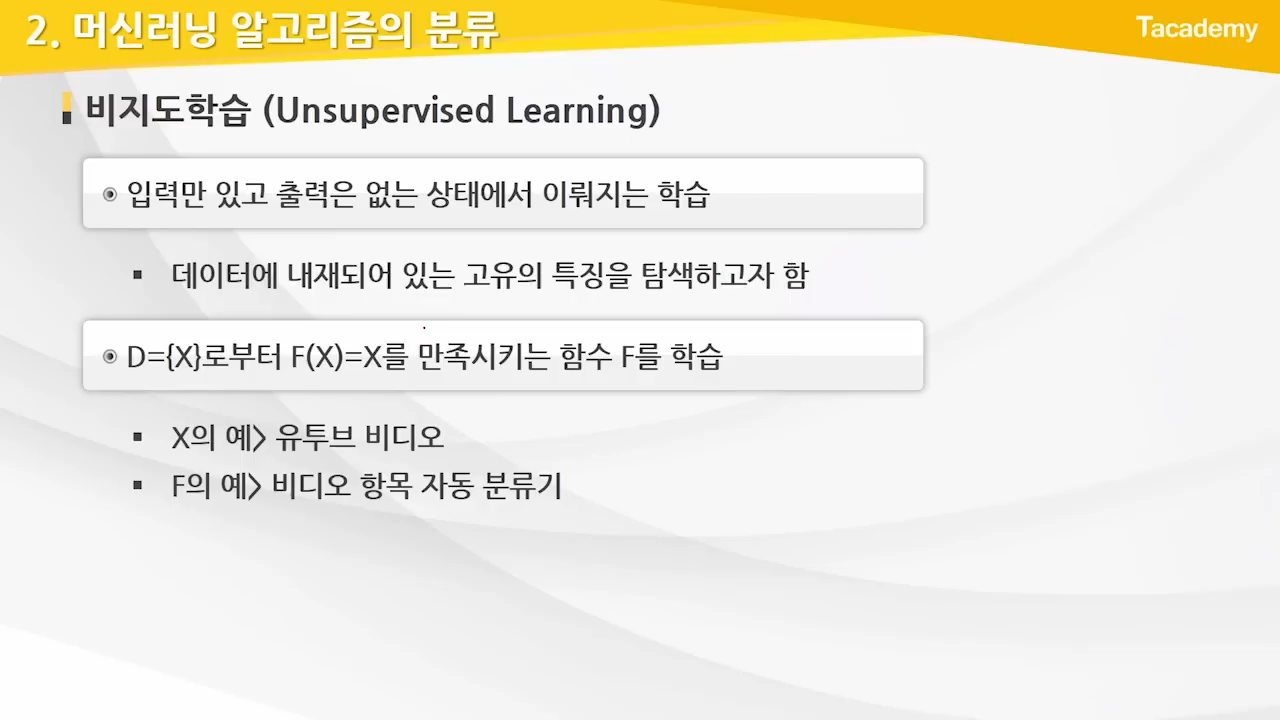 2. 머신러닝 알고리즘의 분류
Tacademy
비지도학습 (Unsupervised Learning)
입력만 있고 출력은 없는 상태에서 이뤄지는 학습
데이터에 내재되어 있는 고유의 특징을 탐색하고자 함
D={X}로부터 F(X)=X를 만족시키는 함수 F를 학습
X의 예> 유투브 비디오
F의 예> 비디오 항목 자동 분류기